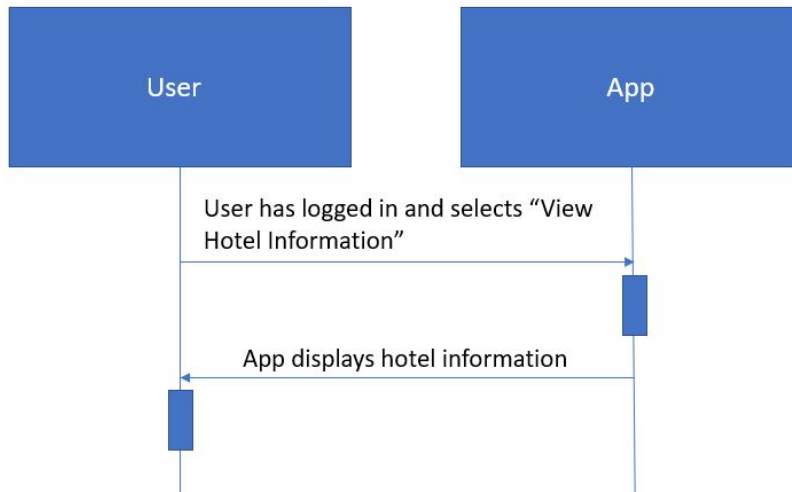 User
App
User has logged in and selects “View
Hotel Information”
App displays hotel information